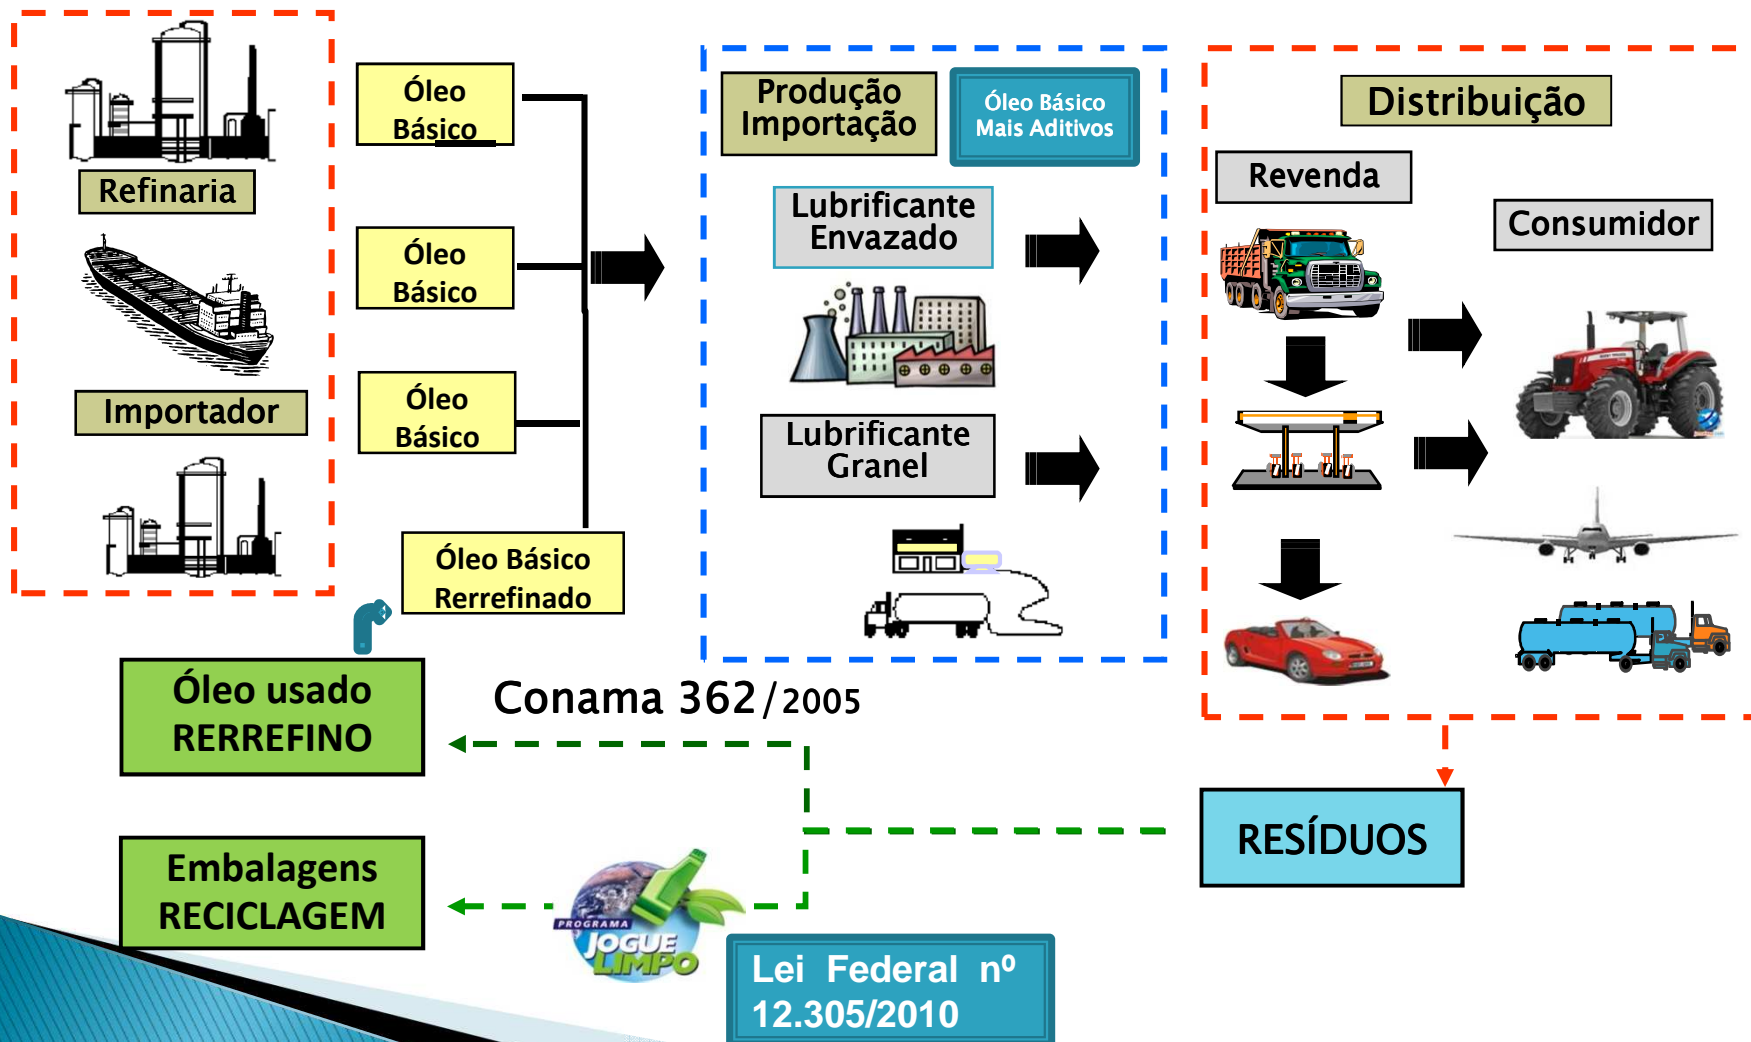 Refinaria
Importador
Óleo
Básico
Óleo
Básico
Óleo
Básico
Óleo Básico
Rerrefinado
Produção
Importação
Óleo Básico
Mais Aditivos
Lubrificante
Envazado
Lubrificante
Granel
Distribuição
Revenda
Consumidor
Óleo usado
RERREFINO
Conama 362/2005
RESÍDUOS
Embalagens
RECICLAGEM
PROGRAMA
JOGUE
LIMPO
Lei Federal nº
12.305/2010